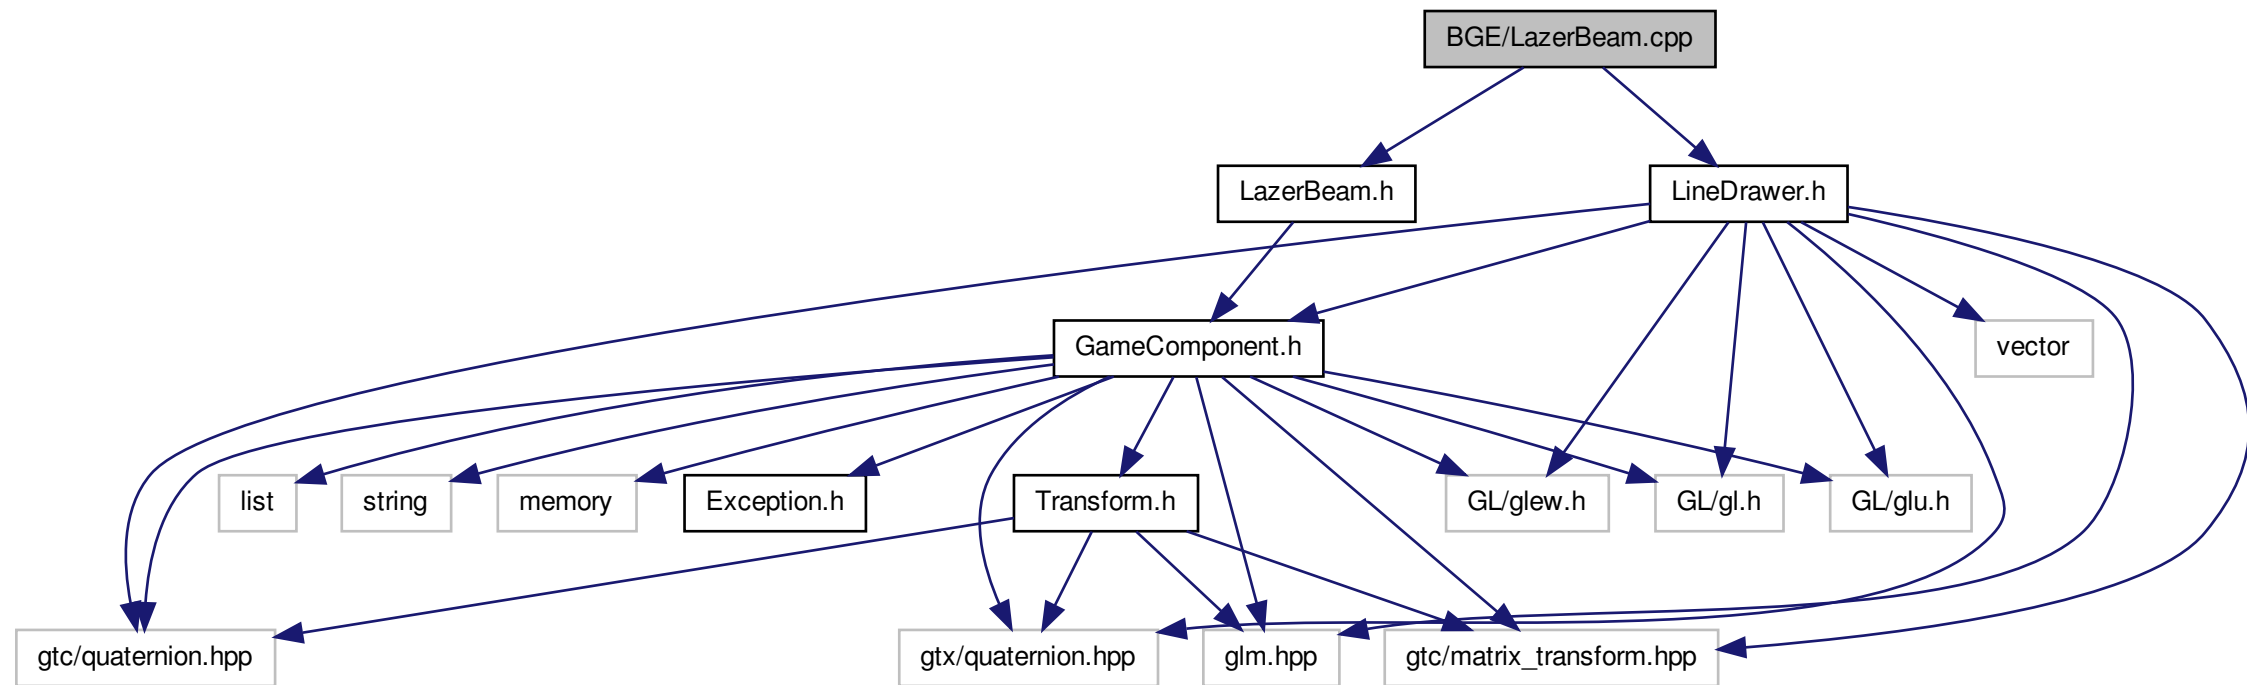 BGE/LazerBeam.cpp
LazerBeam.h
LineDrawer.h
GameComponent.h
vector
list
string
memory
Exception.h
Transform.h
GL/glew.h
GL/gl.h
GL/glu.h
gtc/quaternion.hpp
gtx/quaternion.hpp
glm.hpp
gtc/matrix_transform.hpp